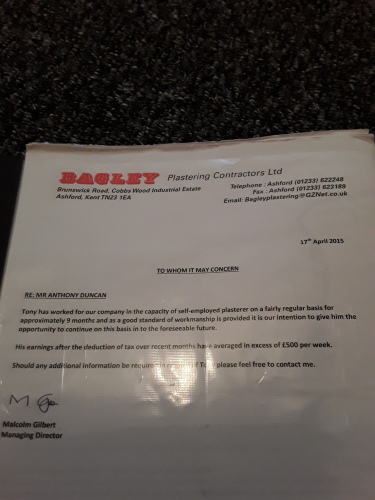 BAGLEY Plastering Contractors Ltd
Brunswick Road, Cobbs Wood Industrial Estate
Ashford, Kent TN23 1EA
Telephone : Ashford (01233) 622248
Fax : Ashford (01233) 623189
Email: Bagleyplastering@GZNet.co.uk
17th April 2015
TO WHOM IT MAY CONCERN
RE: MR ANTHONY DUNCAN
Tony has worked for our company in the capacity of self-employed plasterer on a fairly regular basis for
approximately 9 months and as a good standard of workmanship is provided it is our intention to give him the
opportunity to continue on this basis in to the foreseeable future.
His earnings after the deduction of tax over recent months have averaged in excess of £500 per week.
Should any additional information be required in of Tony please feel free to contact me.
Malcolm Gilbert
Managing Director